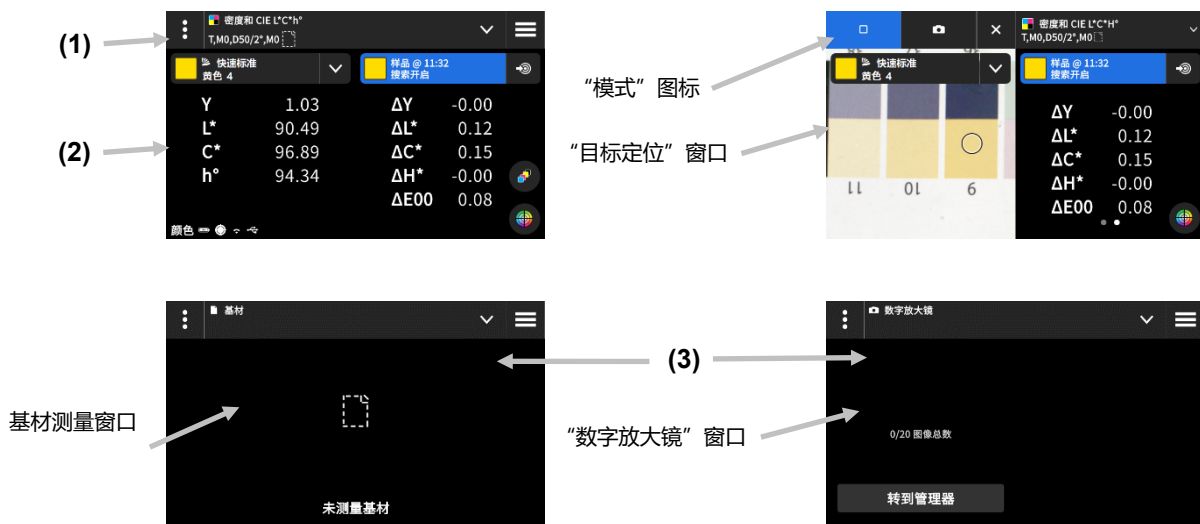 (1)
密度和 CIE L*C*h°
T,M0,D50/2°,M0
快速标准
黄色 4
样品 @ 11:32
搜索开启
(2)
Y 1.03 ΔY -0.00
L* 90.49 ΔL* 0.12
C* 96.89 ΔC* 0.15
h° 94.34 ΔH* -0.00
ΔE00 0.08
颜色
“模式”图标
“目标定位”窗口
密度和 CIE L*C*H°
T,M0,D50/2°,M0
快速标准
黄色 4
样品 @ 11:32
搜索开启
ΔY -0.00
ΔL* 0.12
ΔC* 0.15
ΔH* -0.00
ΔE00 0.08
11 10 9
基材测量窗口
基材
未测量基材
(3)
“数字放大镜”窗口
数字放大镜
0/20 图像总数
转到管理器